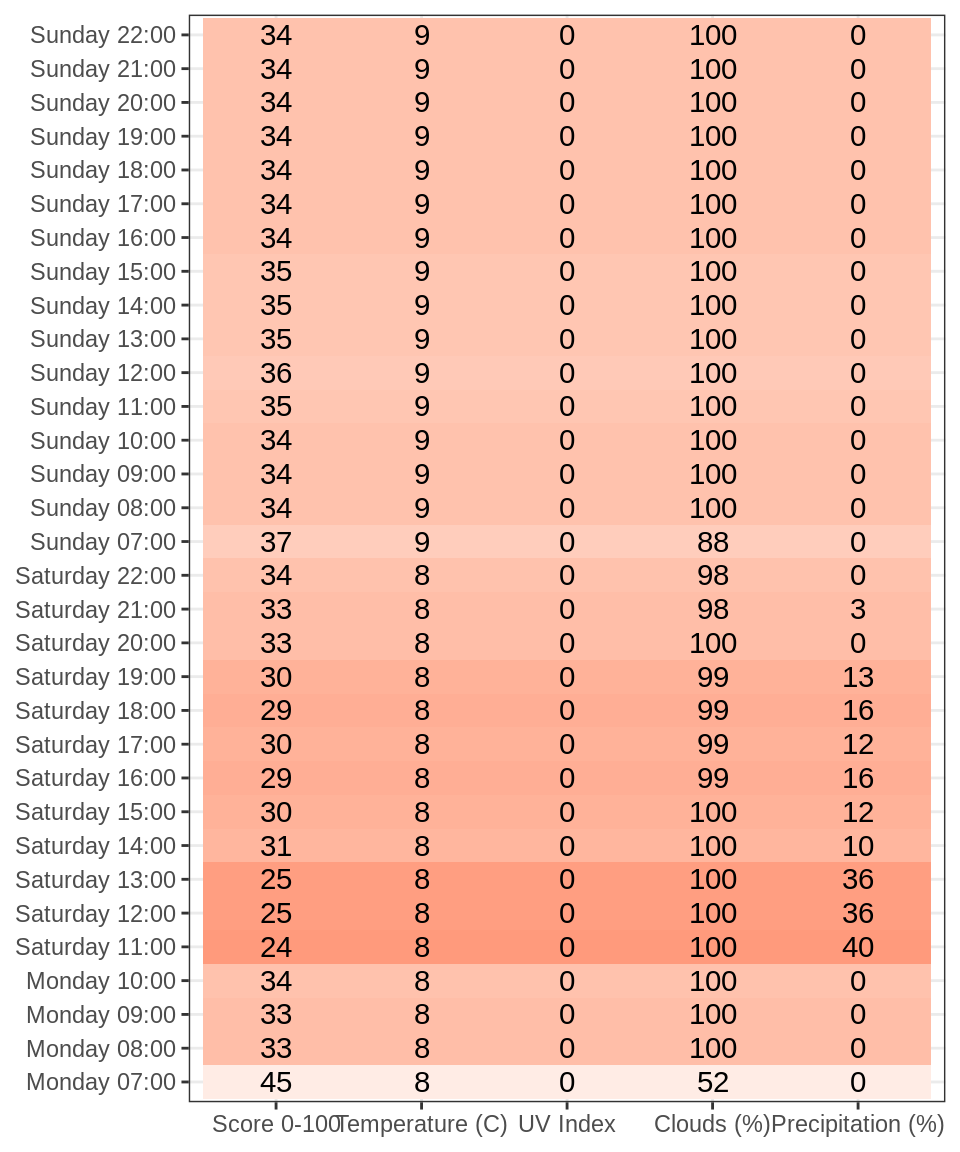 Sunday 22:00 34 9 0 100 0
Sunday 21:00 34 9 0 100 0
Sunday 20:00 34 9 0 100 0
Sunday 19:00 34 9 0 100 0
Sunday 18:00 34 9 0 100 0
Sunday 17:00 34 9 0 100 0
Sunday 16:00 34 9 0 100 0
Sunday 15:00 35 9 0 100 0
Sunday 14:00 35 9 0 100 0
Sunday 13:00 35 9 0 100 0
Sunday 12:00 36 9 0 100 0
Sunday 11:00 35 9 0 100 0
Sunday 10:00 34 9 0 100 0
Sunday 09:00 34 9 0 100 0
Sunday 08:00 34 9 0 100 0
Sunday 07:00 37 9 0 88 0
Saturday 22:00 34 8 0 98 0
Saturday 21:00 33 8 0 98 3
Saturday 20:00 33 8 0 100 0
Saturday 19:00 30 8 0 99 13
Saturday 18:00 29 8 0 99 16
Saturday 17:00 30 8 0 99 12
Saturday 16:00 29 8 0 99 16
Saturday 15:00 30 8 0 100 12
Saturday 14:00 31 8 0 100 10
Saturday 13:00 25 8 0 100 36
Saturday 12:00 25 8 0 100 36
Saturday 11:00 24 8 0 100 40
Monday 10:00 34 8 0 100 0
Monday 09:00 33 8 0 100 0
Monday 08:00 33 8 0 100 0
Monday 07:00 45 8 0 52 0
Score 0-100 Temperature (C) UV Index Clouds (%) Precipitation (%)